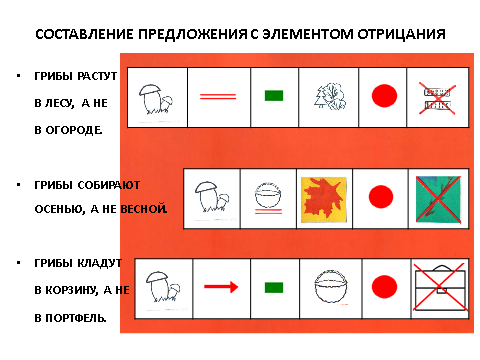 СОСТАВЛЕНИЕ ПРЕДЛОЖЕНИЯ С ЭЛЕМЕНТОМ ОТРИЦАНИЯ
• ГРИБЫ РАСТУТ
В ЛЕСУ, А НЕ
В ОГОРОДЕ.
• ГРИБЫ СОБИРАЮТ
ОСЕНЬЮ, А НЕ ВЕСНОЙ.
• ГРИБЫ КЛАДУТ
В КОРЗИНУ, А НЕ
В ПОРТФЕЛЬ.